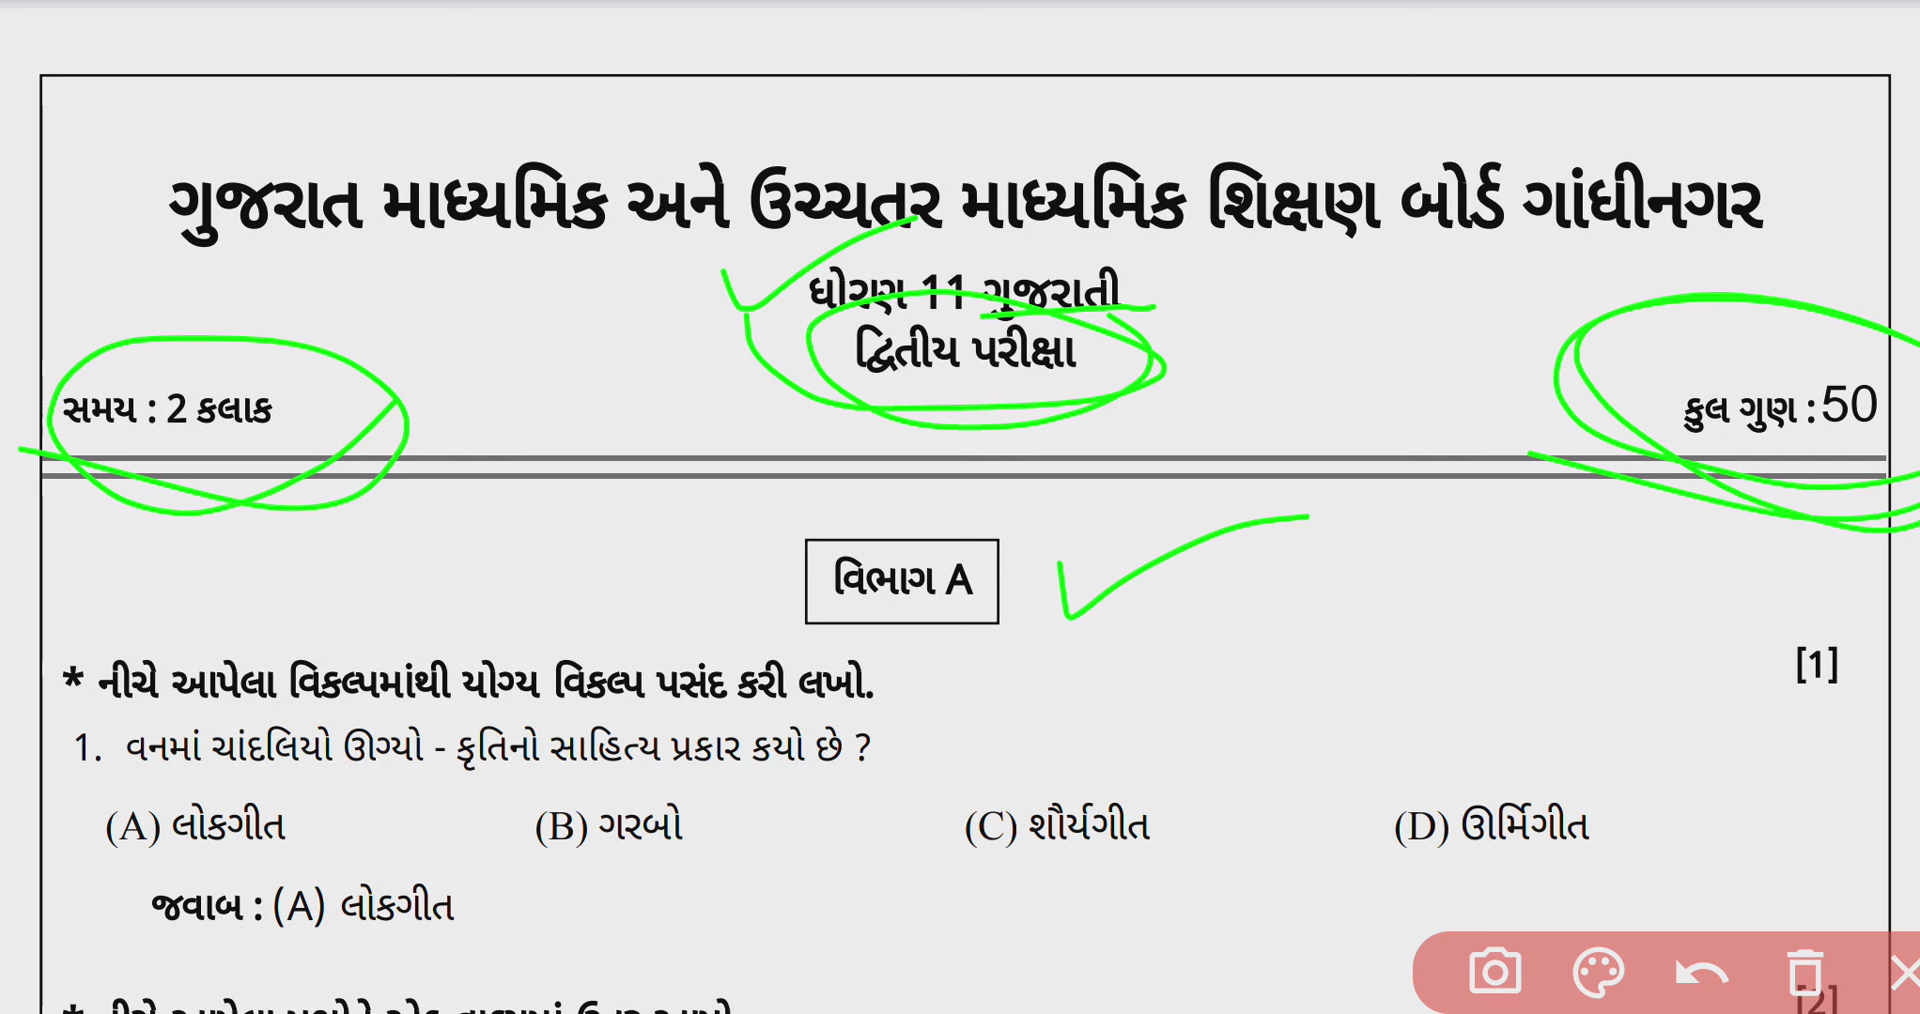 ગુજરાત માધ્યમિક અને ઉચ્ચતર માધ્યમિક શિક્ષણ બોર્ડ ગાંધીનગર
ધોરણ 11 ગુજરાતી
દ્વિતીય પરીક્ષા
સમય : 2 કલાક કુલ ગુણ : 50
વિભાગ A
* નીચે આપેલા વિકલ્પમાંથી યોગ્ય વિકલ્પ પસંદ કરી લખો. [1]
1. વનમાં ચાંદલિયો ઊગ્યો - કૃતિનો સાહિત્ય પ્રકાર કયો છે ?
(A) લોકગીત (B) ગરબો (C) શૌર્યગીત (D) ઊર્મિગીત
જવાબ : (A) લોકગીત
[2]